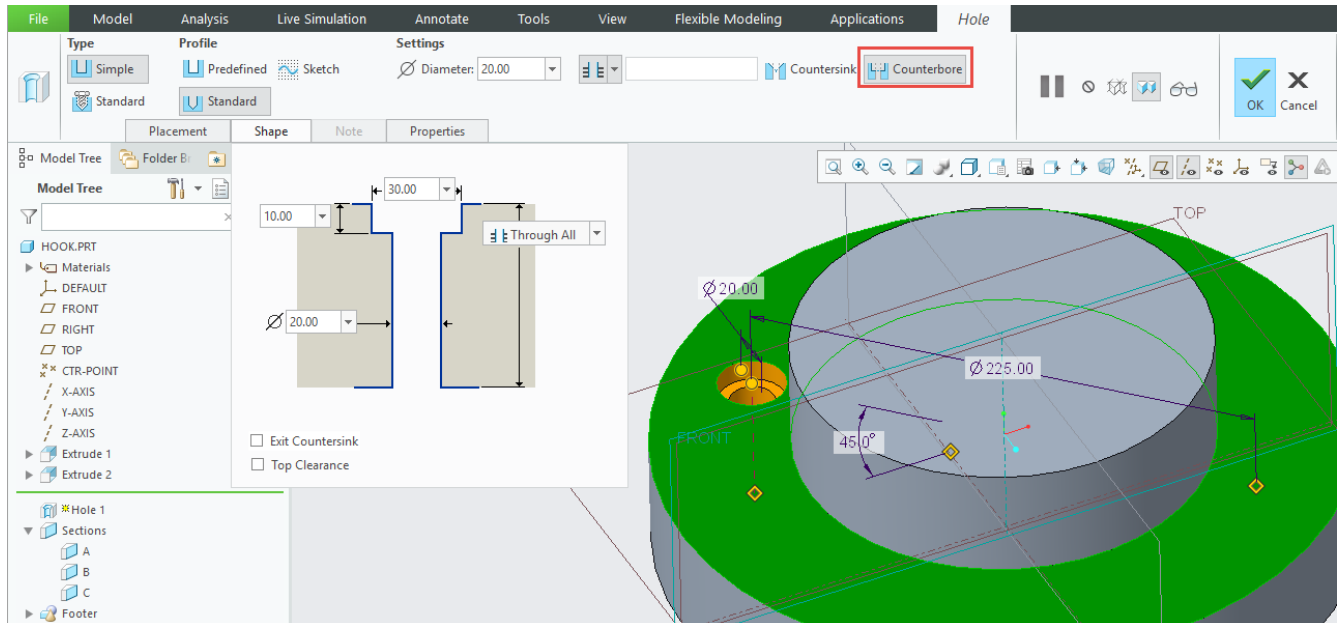 File Model Analysis Live Simulation Annotate Tools View Flexible Modeling Applications Hole
Type Profile Settings
Simple Predefined Sketch Ø Diameter: 20.00 Countersink Counterbore
Standard Standard
OK Cancel
Placement Shape Note Properties
Model Tree Folder B
Model Tree
HOOK.PRT
Materials
DEFAULT
FRONT
RIGHT
TOP
CTR-POINT
X-AXIS
Y-AXIS
Z-AXIS
Extrude 1
Extrude 2
Hole 1
Sections
A
B
C
Footer
30.00
10.00
Through All
Ø 20.00
Exit Countersink
Top Clearance
TOP
Ø20.00
Ø225.00
FRONT
45.0°